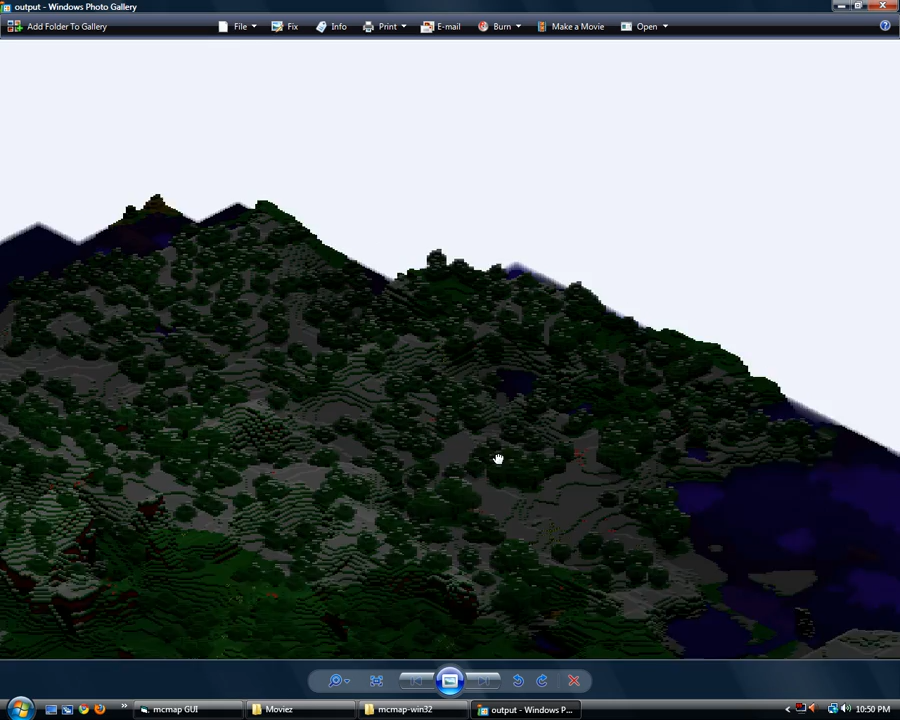 output - Windows Photo Gallery
Add Folder To Gallery File Fix Info Print E-mail Burn Make a Movie Open
mcmap GUI Moviez mcmap-win32 output - Windows P... 10:50 PM